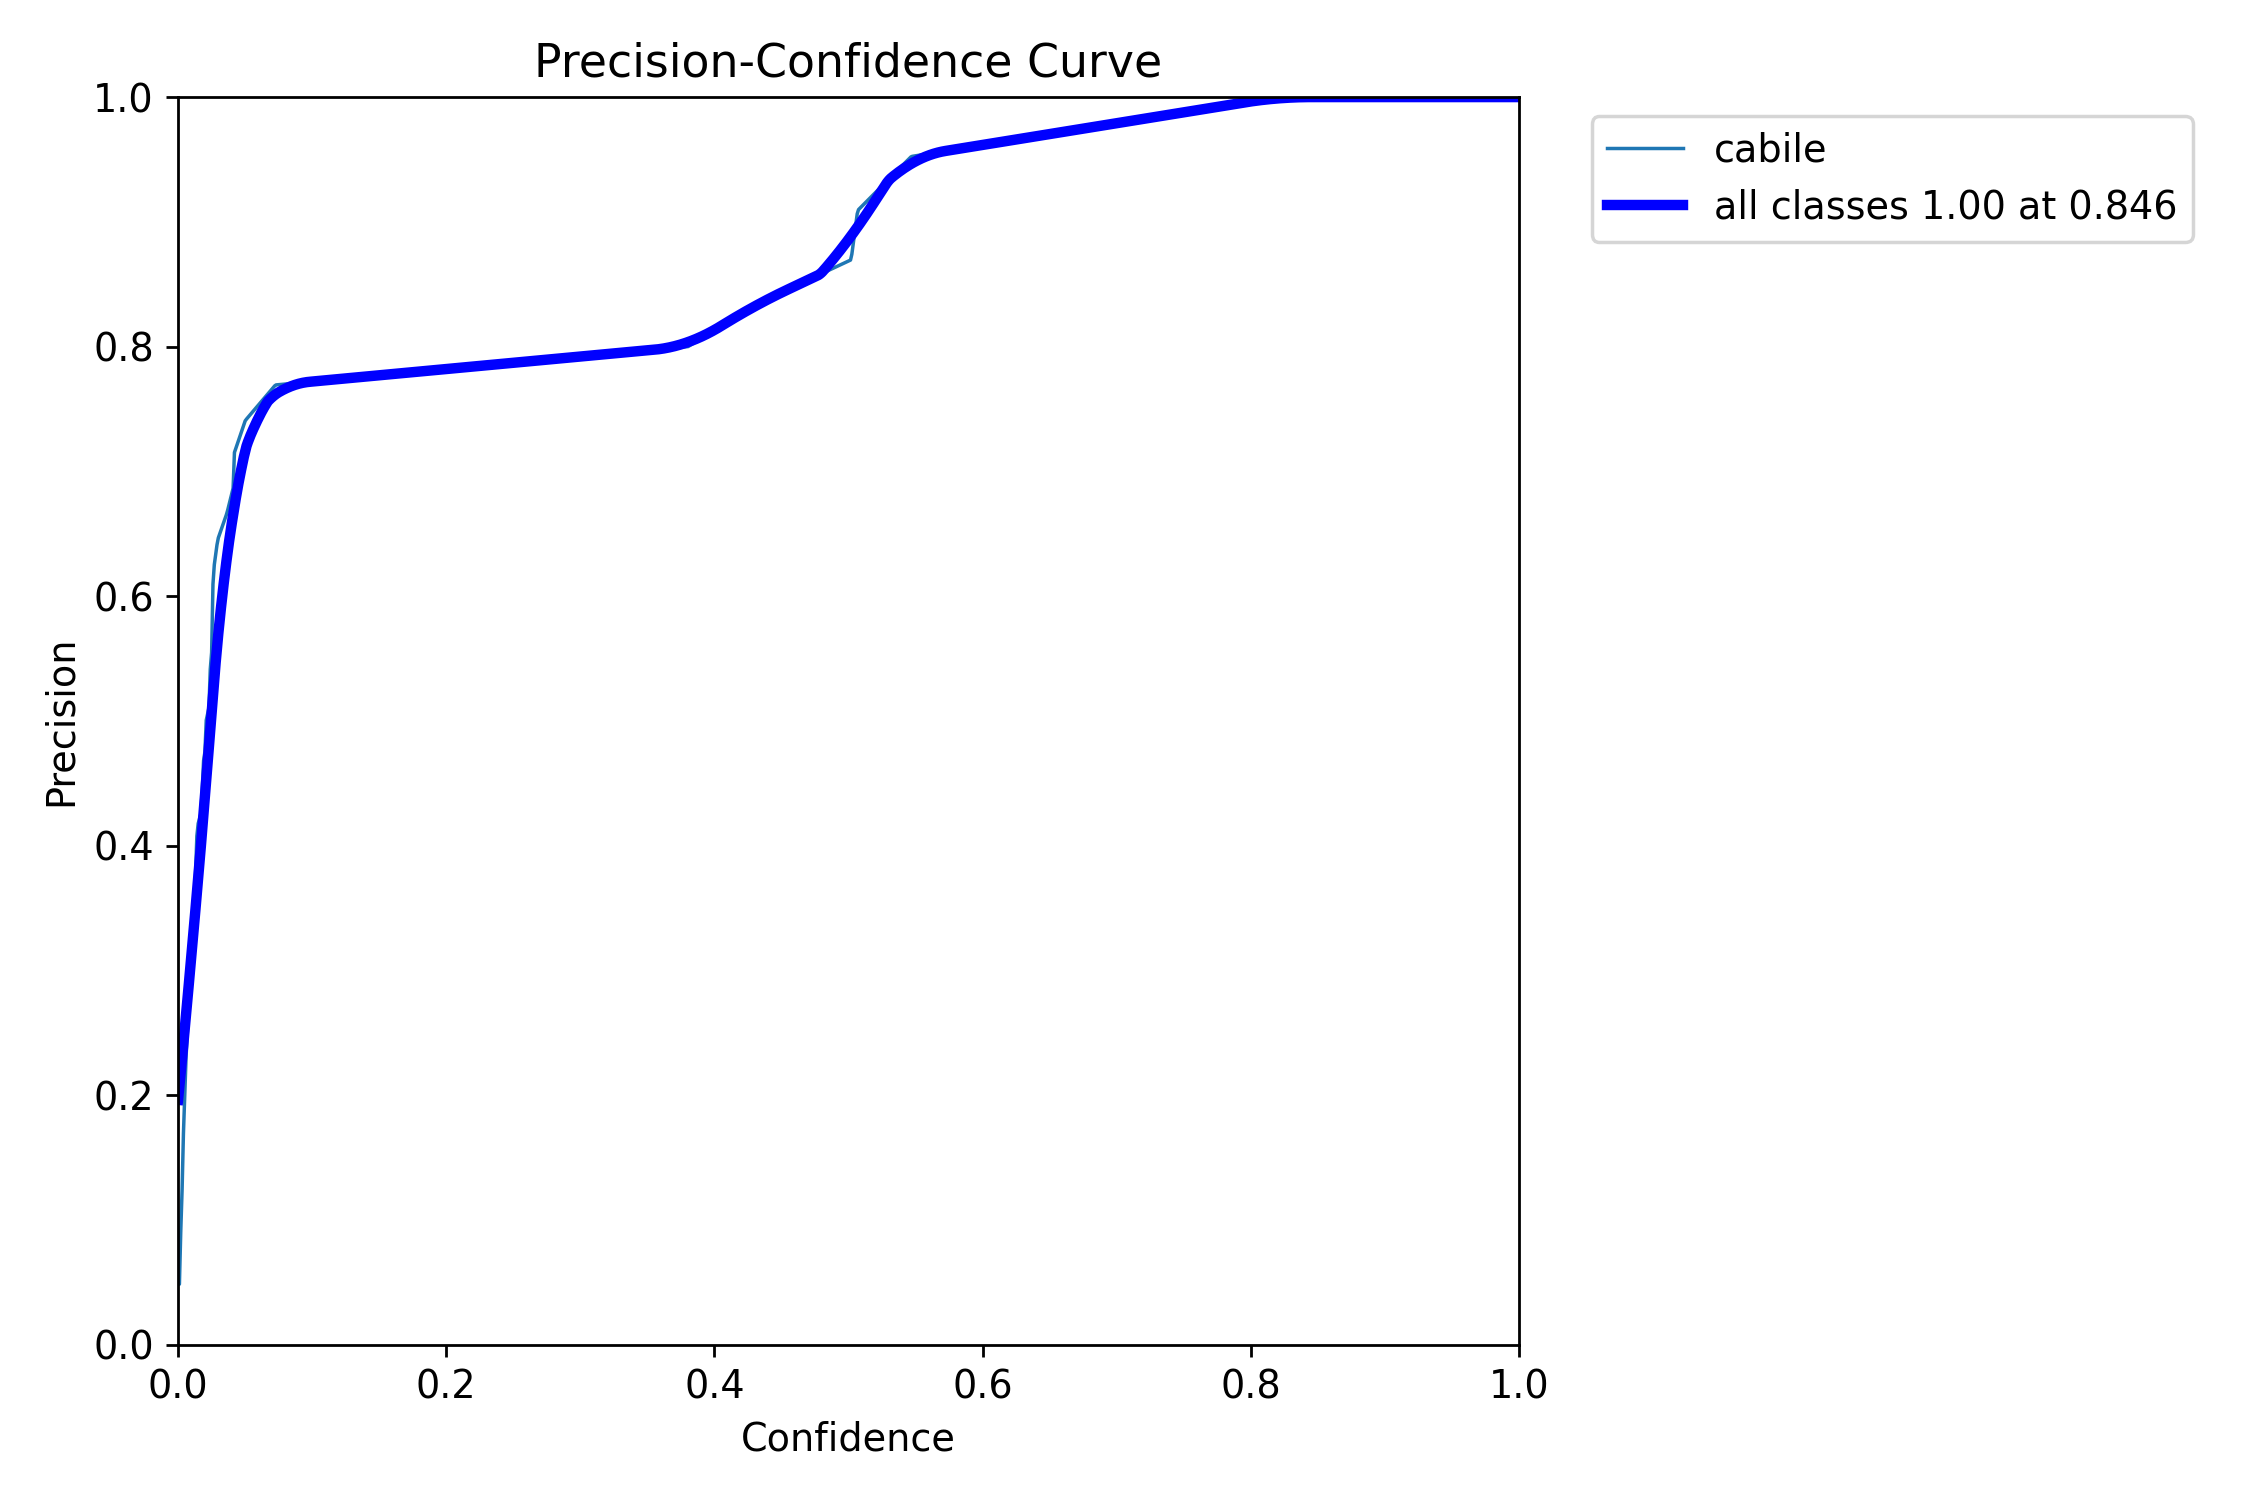 Precision-Confidence Curve
1.0
0.8
0.6
0.4
0.2
0.0
Precision
0.0 0.2 0.4 0.6 0.8 1.0
Confidence
cabile
all classes 1.00 at 0.846